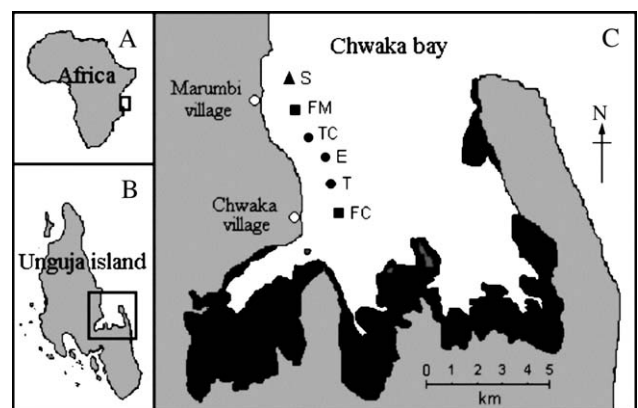 A
Africa
B
Unguja island
C
Chwaka bay
Marumbi
village
Chwaka
village
S
FM
TC
E
T
FC
N
0 1 2 3 4 5
km